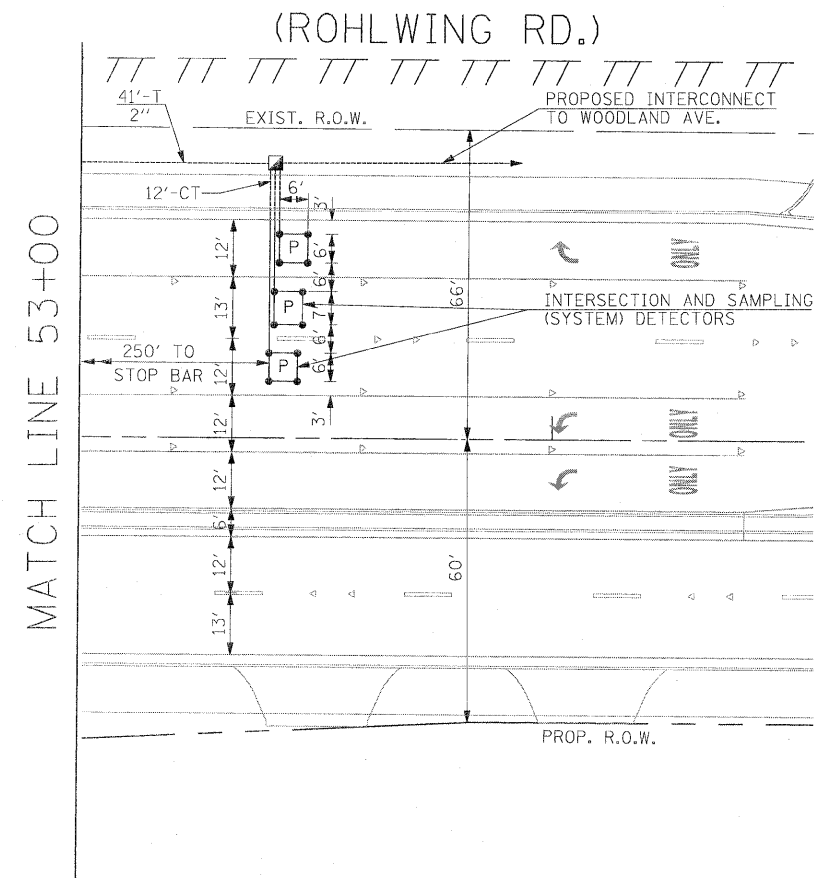 (ROHLWING RD.)
41'-T
2"
EXIST. R.O.W.
PROPOSED INTERCONNECT
TO WOODLAND AVE.
12'-CT
6'
3'
12'
P
6'
6'
66'
13'
P
7'
INTERSECTION AND SAMPLING
(SYSTEM) DETECTORS
6'
250' TO
STOP BAR
12'
P
6'
3'
12'
ONLY
ONLY
12'
ONLY
6'
12'
60'
13'
PROP. R.O.W.
MATCH LINE 53+00